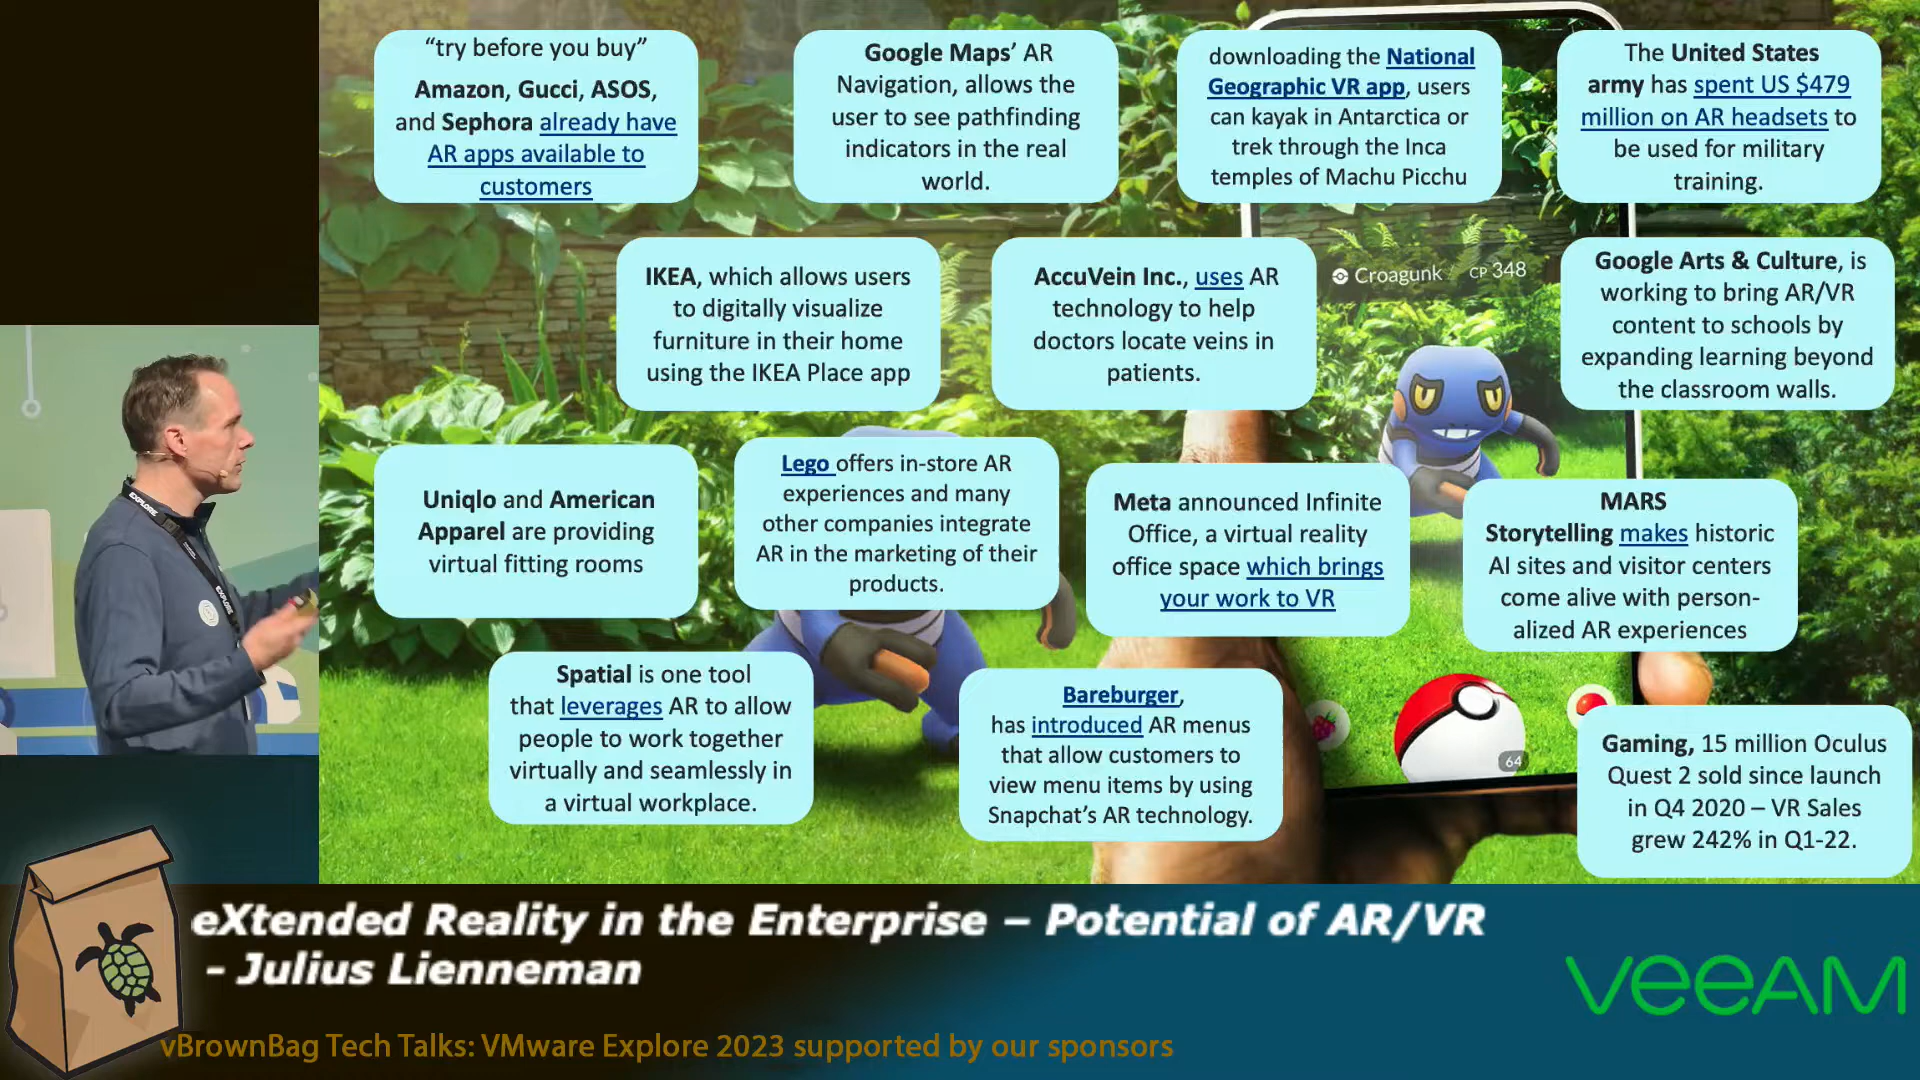 “try before you buy”
Amazon, Gucci, ASOS,
and Sephora already have
AR apps available to
customers
Google Maps’ AR
Navigation, allows the
user to see pathfinding
indicators in the real
world.
downloading the National
Geographic VR app, users
can kayak in Antarctica or
trek through the Inca
temples of Machu Picchu
The United States
army has spent US $479
million on AR headsets to
be used for military
training.
IKEA, which allows users
to digitally visualize
furniture in their home
using the IKEA Place app
AccuVein Inc., uses AR
technology to help
doctors locate veins in
patients.
Croagunk / CP 348
Google Arts & Culture, is
working to bring AR/VR
content to schools by
expanding learning beyond
the classroom walls.
Uniqlo and American
Apparel are providing
virtual fitting rooms
Lego offers in-store AR
experiences and many
other companies integrate
AR in the marketing of their
products.
Meta announced Infinite
Office, a virtual reality
office space which brings
your work to VR
MARS
Storytelling makes historic
AI sites and visitor centers
come alive with person-
alized AR experiences
Spatial is one tool
that leverages AR to allow
people to work together
virtually and seamlessly in
a virtual workplace.
Bareburger,
has introduced AR menus
that allow customers to
view menu items by using
Snapchat’s AR technology.
64
Gaming, 15 million Oculus
Quest 2 sold since launch
in Q4 2020 – VR Sales
grew 242% in Q1-22.
EXPLORE
EXPLORE
eXtended Reality in the Enterprise – Potential of AR/VR
- Julius Lienneman
veeAM
vBrownBag Tech Talks: VMware Explore 2023 supported by our sponsors